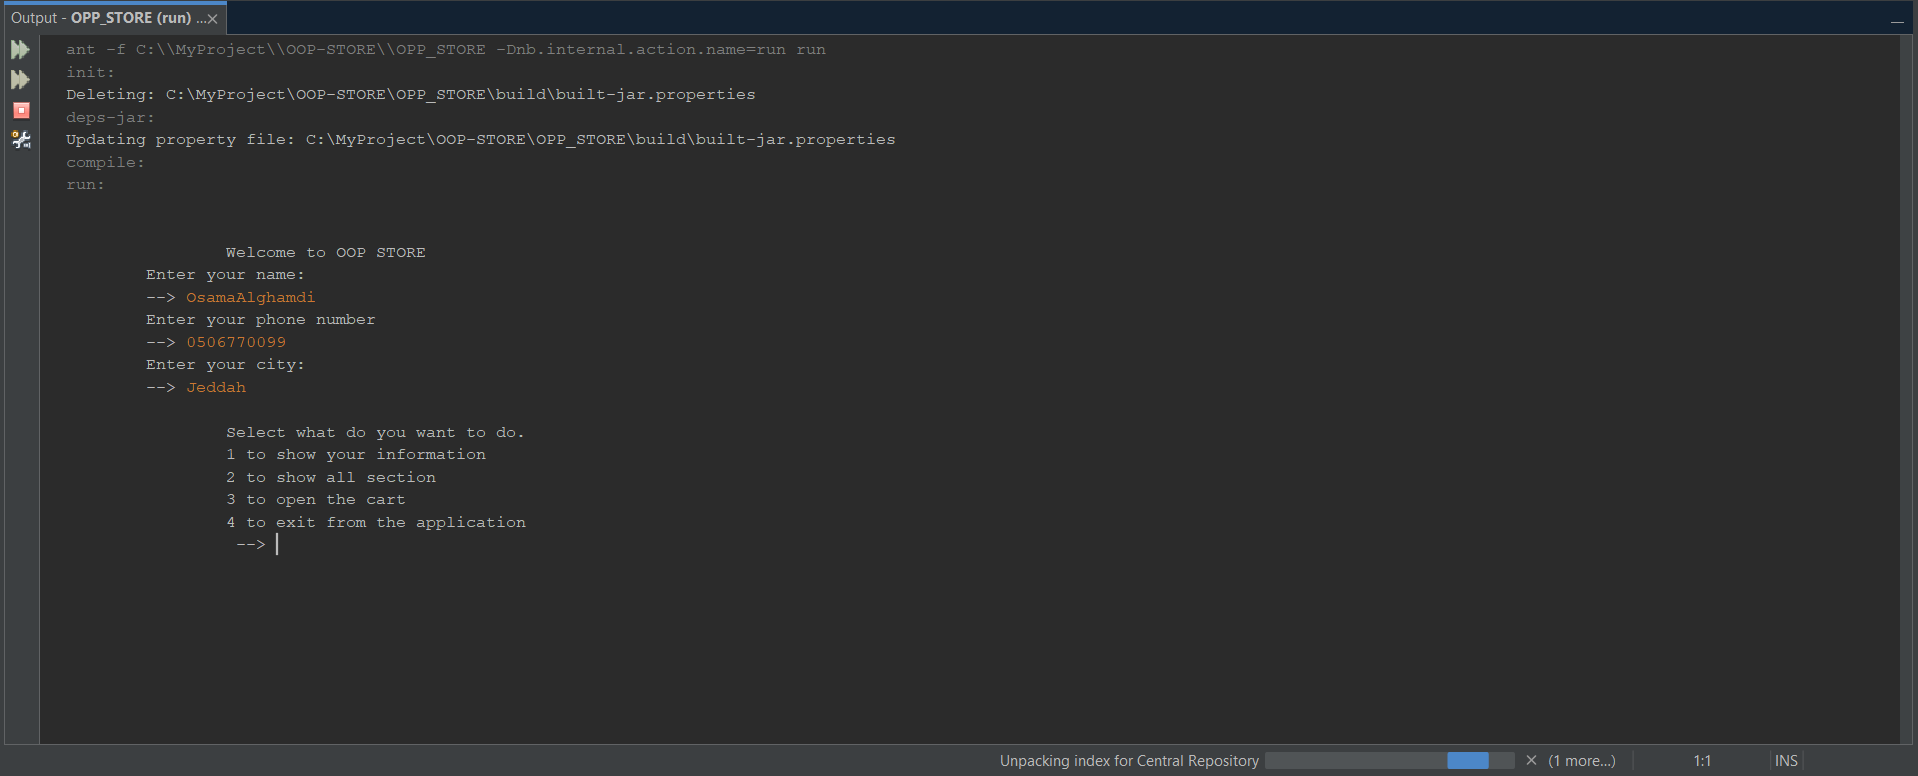 Output - OPP_STORE (run) ...
ant -f C:\\MyProject\\OOP-STORE\\OPP_STORE -Dnb.internal.action.name=run run
init:
Deleting: C:\MyProject\OOP-STORE\OPP_STORE\build\built-jar.properties
deps-jar:
Updating property file: C:\MyProject\OOP-STORE\OPP_STORE\build\built-jar.properties
compile:
run:
Welcome to OOP STORE
Enter your name:
--> OsamaAlghamdi
Enter your phone number
--> 0506770099
Enter your city:
--> Jeddah
Select what do you want to do.
1 to show your information
2 to show all section
3 to open the cart
4 to exit from the application
-->
Unpacking index for Central Repository (1 more...) 1:1 INS